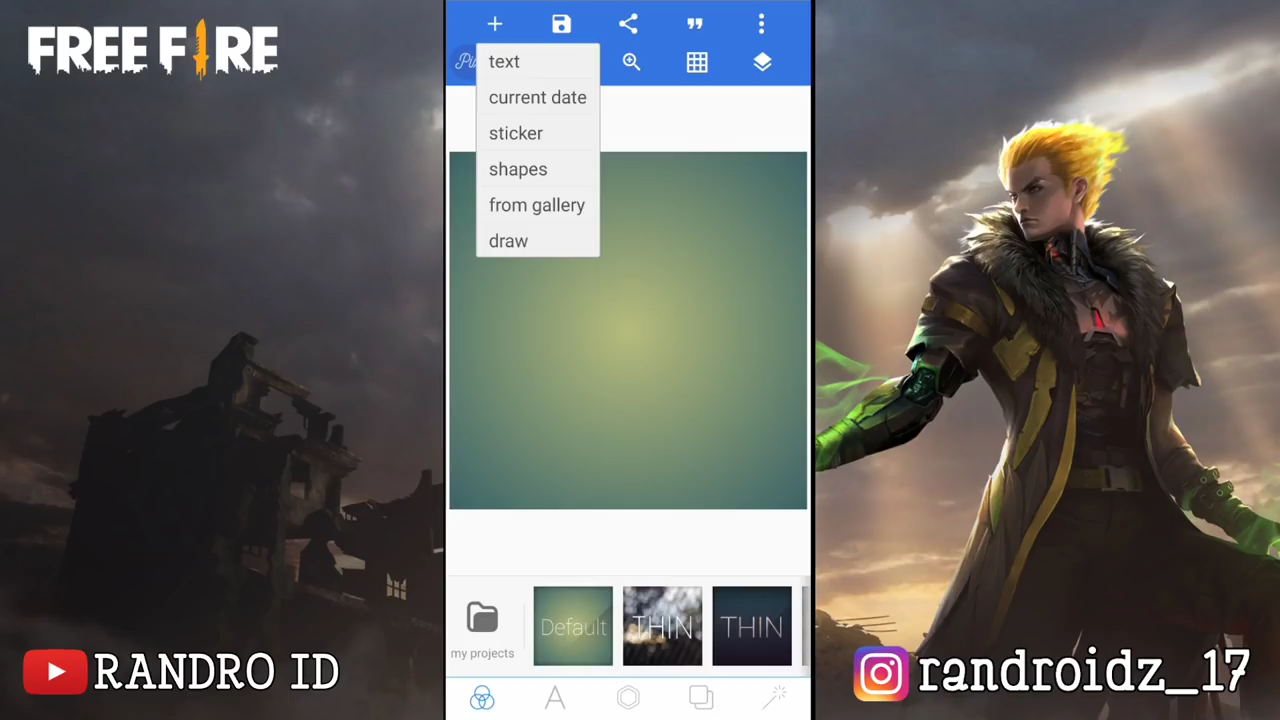 FREE FIRE
text
current date
sticker
shapes
from gallery
draw
Default
THIN
THIN
my projects
RANDRO ID
randroidz_17